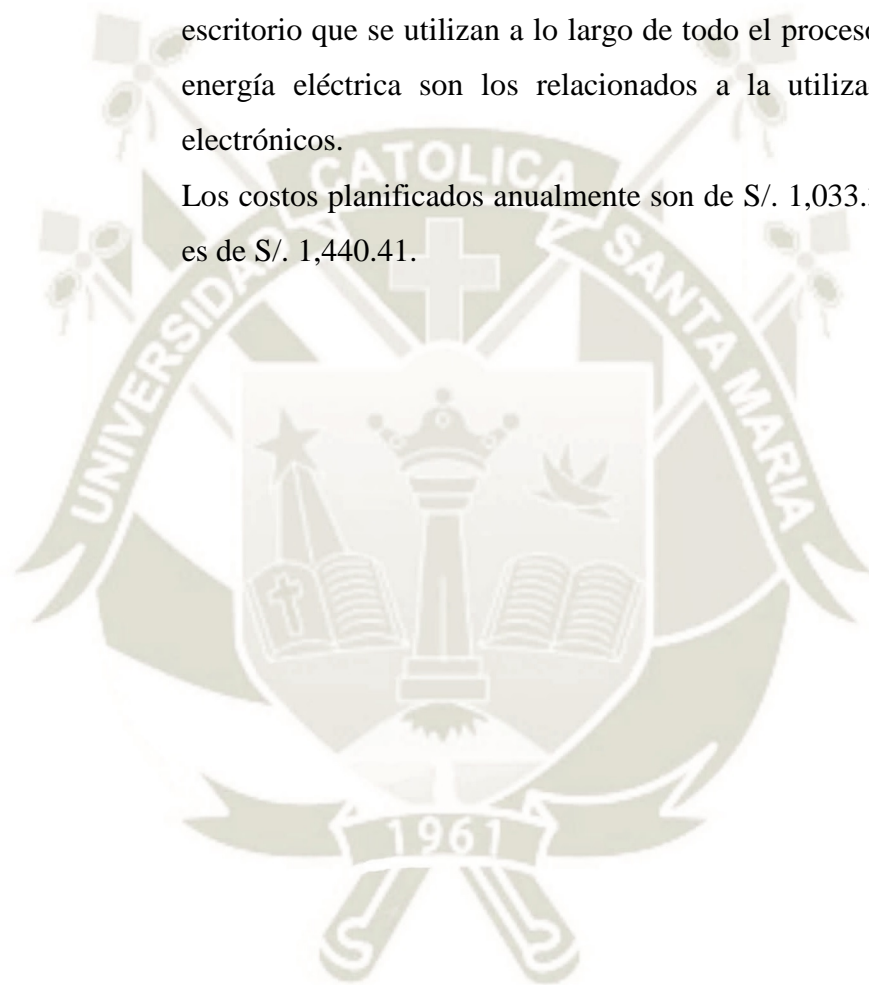 escritorio que se utilizan a lo largo de todo el proceso
energía eléctrica son los relacionados a la utiliza
electrónicos.
Los costos planificados anualmente son de S/. 1,033.
es de S/. 1,440.41.
UNIVERSIDAD CATOLICA SANTA MARIA
1961